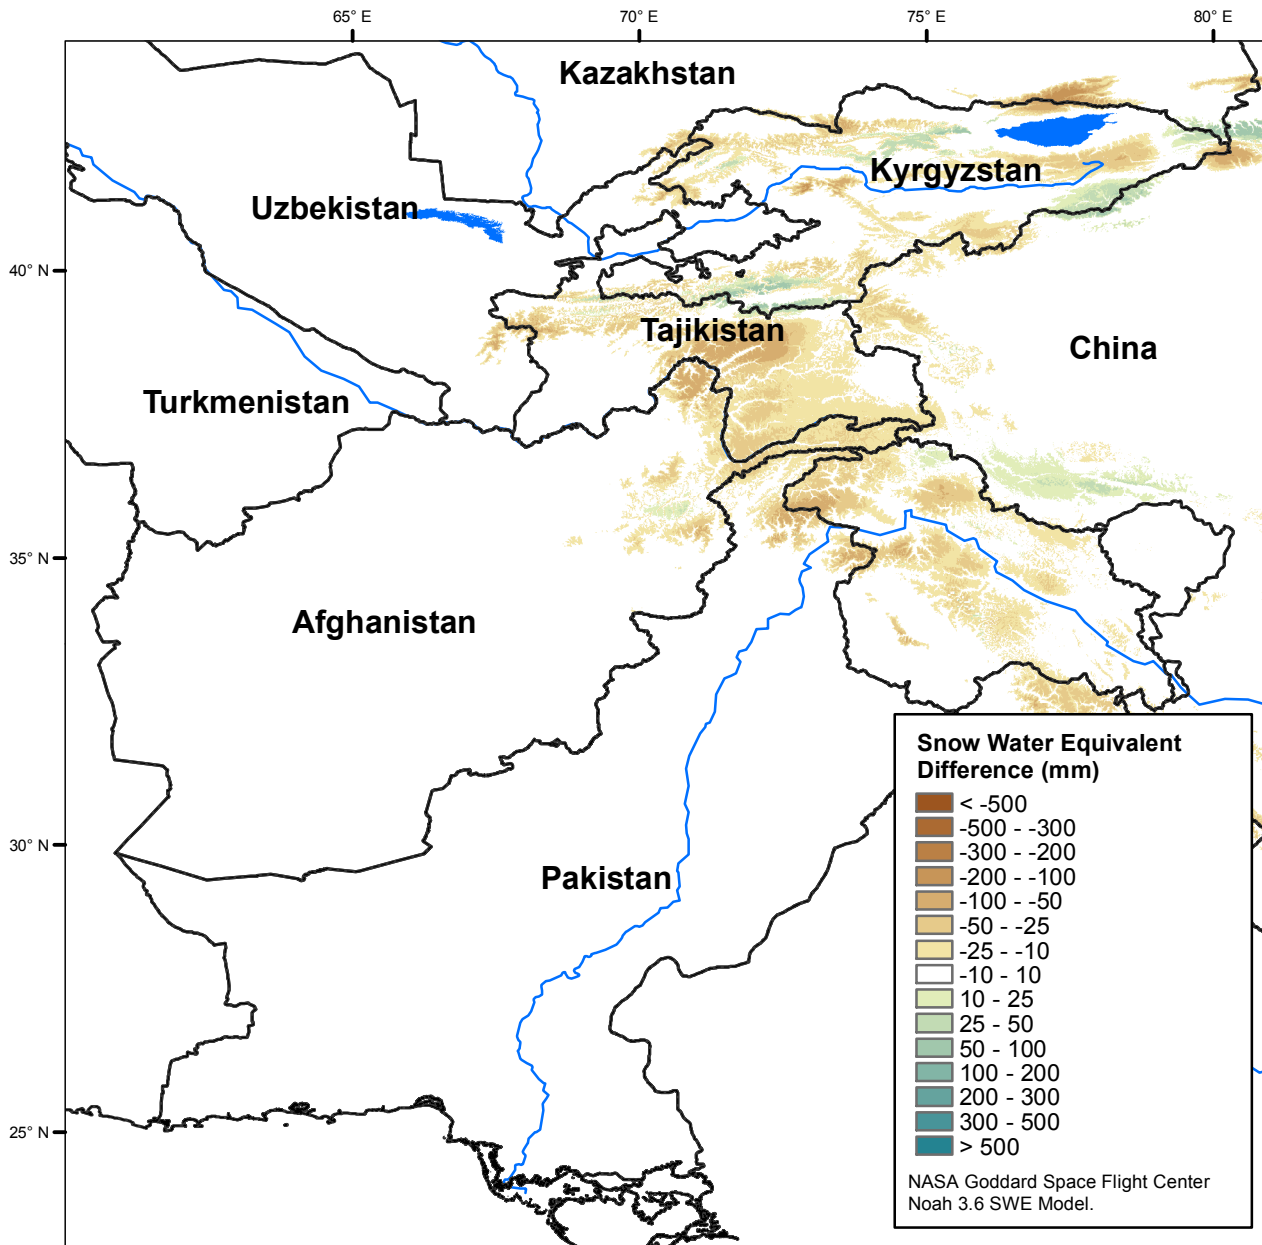 65° E
70° E
75° E
80° E
Kazakhstan
Kyrgyzstan
Uzbekistan
40° N
Tajikistan
China
Turkmenistan
35° N
Afghanistan
30° N
Pakistan
25° N
Snow Water Equivalent
Difference (mm)
< -500
-500 - -300
-300 - -200
-200 - -100
-100 - -50
-50 - -25
-25 - -10
-10 - 10
10 - 25
25 - 50
50 - 100
100 - 200
200 - 300
300 - 500
> 500
NASA Goddard Space Flight Center
Noah 3.6 SWE Model.